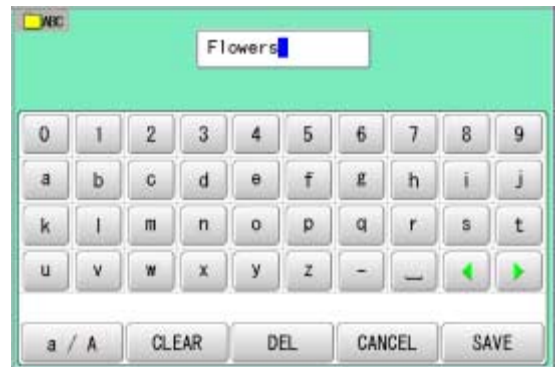 ABC
Flowers
0 1 2 3 4 5 6 7 8 9
a b c d e f g h i j
k l m n o p q r s t
u v w x y z - _
a / A CLEAR DEL CANCEL SAVE